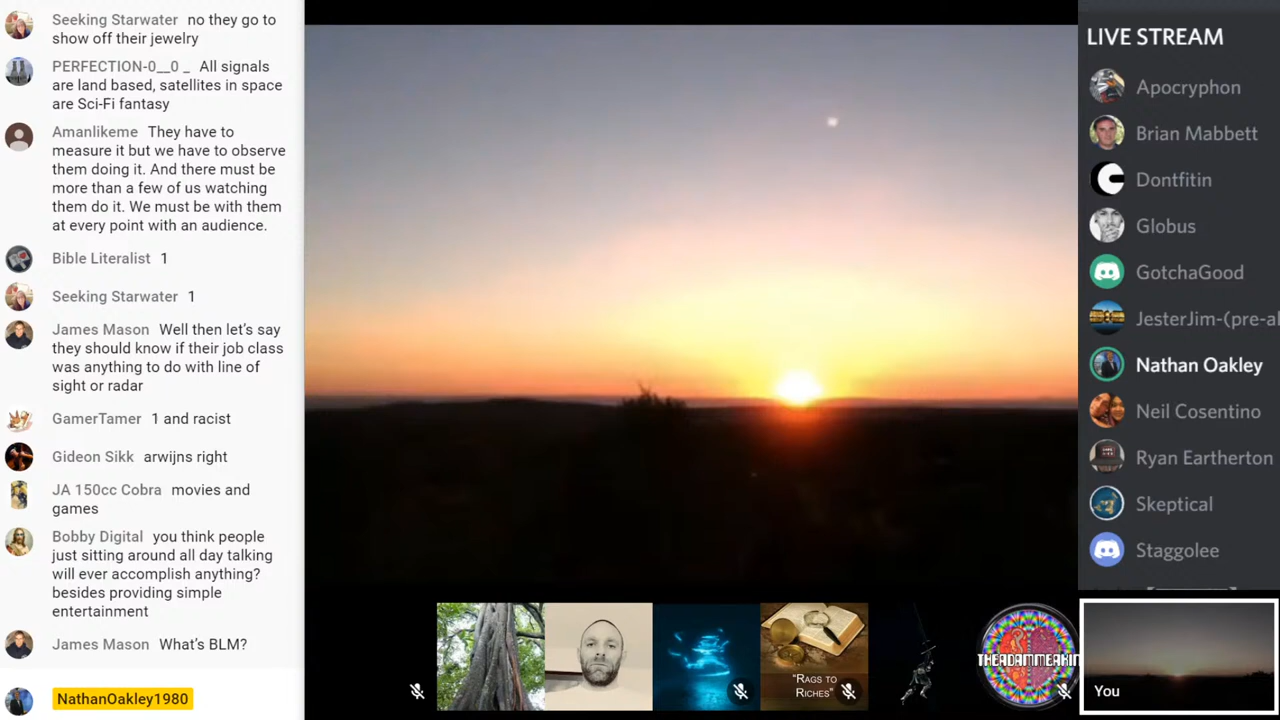 Seeking Starwater no they go to
show off their jewelry
PERFECTION-0__0 _ All signals
are land based, satellites in space
are Sci-Fi fantasy
Amanlikeme They have to
measure it but we have to observe
them doing it. And there must be
more than a few of us watching
them do it. We must be with them
at every point with an audience.
Bible Literalist 1
Seeking Starwater 1
James Mason Well then let’s say
they should know if their job class
was anything to do with line of
sight or radar
GamerTamer 1 and racist
Gideon Sikk arwijns right
JA 150cc Cobra movies and
games
Bobby Digital you think people
just sitting around all day talking
will ever accomplish anything?
besides providing simple
entertainment
James Mason What’s BLM?
NathanOakley1980
LIVE STREAM
Apocryphon
Brian Mabbett
Dontfitin
Globus
GotchaGood
JesterJim-(pre-al
Nathan Oakley
Neil Cosentino
Ryan Eartherton
Skeptical
Staggolee
“RAGS TO
RICHES”
THEADAMMEAKIN
You